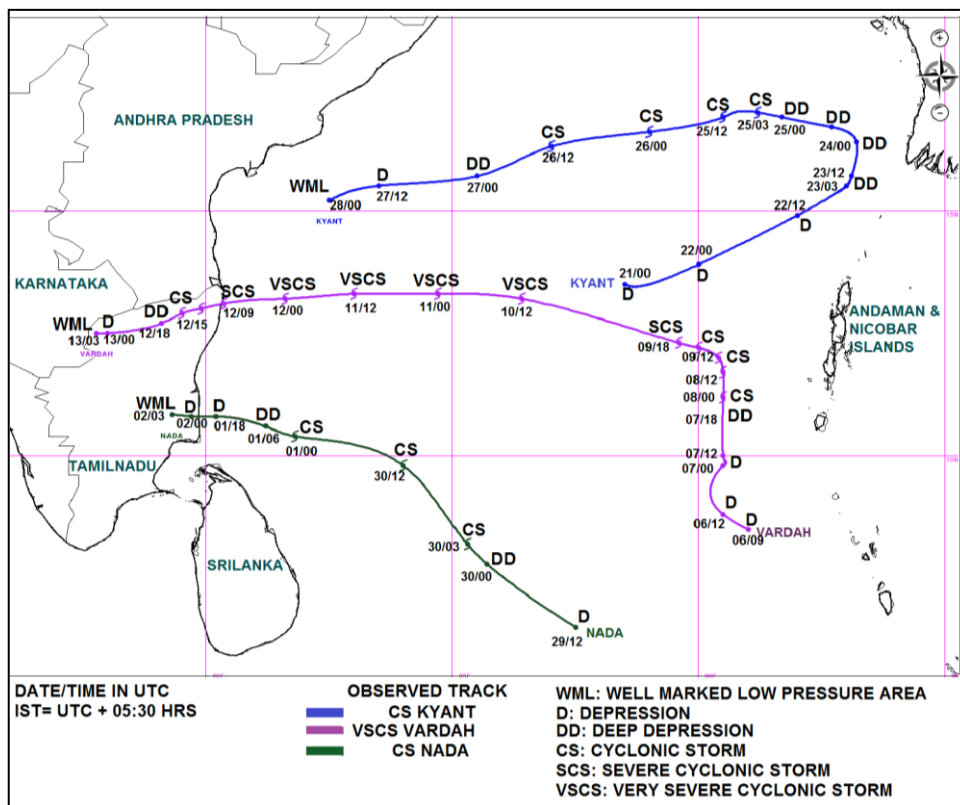 ANDHRA PRADESH
KARNATAKA
TAMILNADU
SRILANKA
ANDAMAN &
NICOBAR
ISLANDS
WML
28/00
KYANT
D
27/12
DD
27/00
CS
26/12
CS
26/00
CS
25/12
CS
25/03
DD
25/00
DD
24/00
DD
23/12
23/03
DD
22/12
D
22/00
D
21/00
D
KYANT
WML
13/03
VARDAH
D
13/00
DD
12/18
CS
12/15
SCS
12/09
VSCS
12/00
VSCS
11/12
VSCS
11/00
VSCS
10/12
SCS
09/18
CS
09/12
CS
08/12
08/00
CS
07/18
DD
07/12
07/00
D
D
06/12
D
06/09
VARDAH
WML
02/03
NADA
D
02/00
D
01/18
DD
01/06
CS
01/00
CS
30/12
CS
30/03
DD
30/00
D
29/12
NADA
DATE/TIME IN UTC
IST= UTC + 05:30 HRS
OBSERVED TRACK
CS KYANT
VSCS VARDAH
CS NADA
WML: WELL MARKED LOW PRESSURE AREA
D: DEPRESSION
DD: DEEP DEPRESSION
CS: CYCLONIC STORM
SCS: SEVERE CYCLONIC STORM
VSCS: VERY SEVERE CYCLONIC STORM